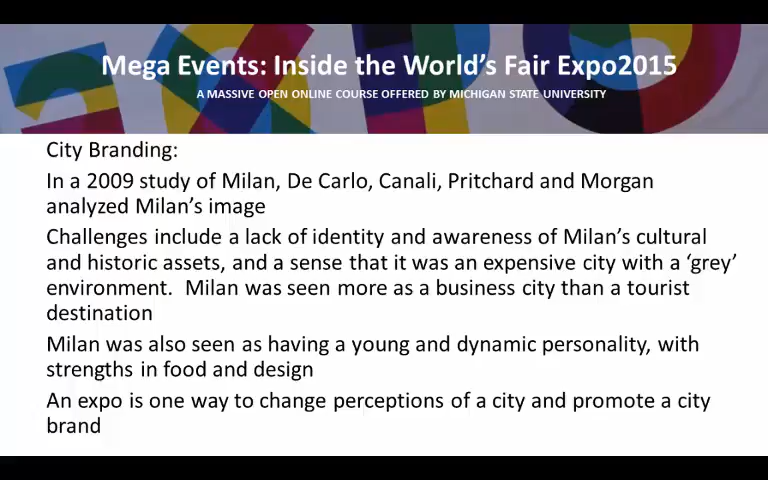 Mega Events: Inside the World's Fair Expo2015
A MASSIVE OPEN ONLINE COURSE OFFERED BY MICHIGAN STATE UNIVERSITY
City Branding:
In a 2009 study of Milan, De Carlo, Canali, Pritchard and Morgan
analyzed Milan's image
Challenges include a lack of identity and awareness of Milan's cultural
and historic assets, and a sense that it was an expensive city with a 'grey'
environment.  Milan was seen more as a business city than a tourist
destination
Milan was also seen as having a young and dynamic personality, with
strengths in food and design
An expo is one way to change perceptions of a city and promote a city
brand